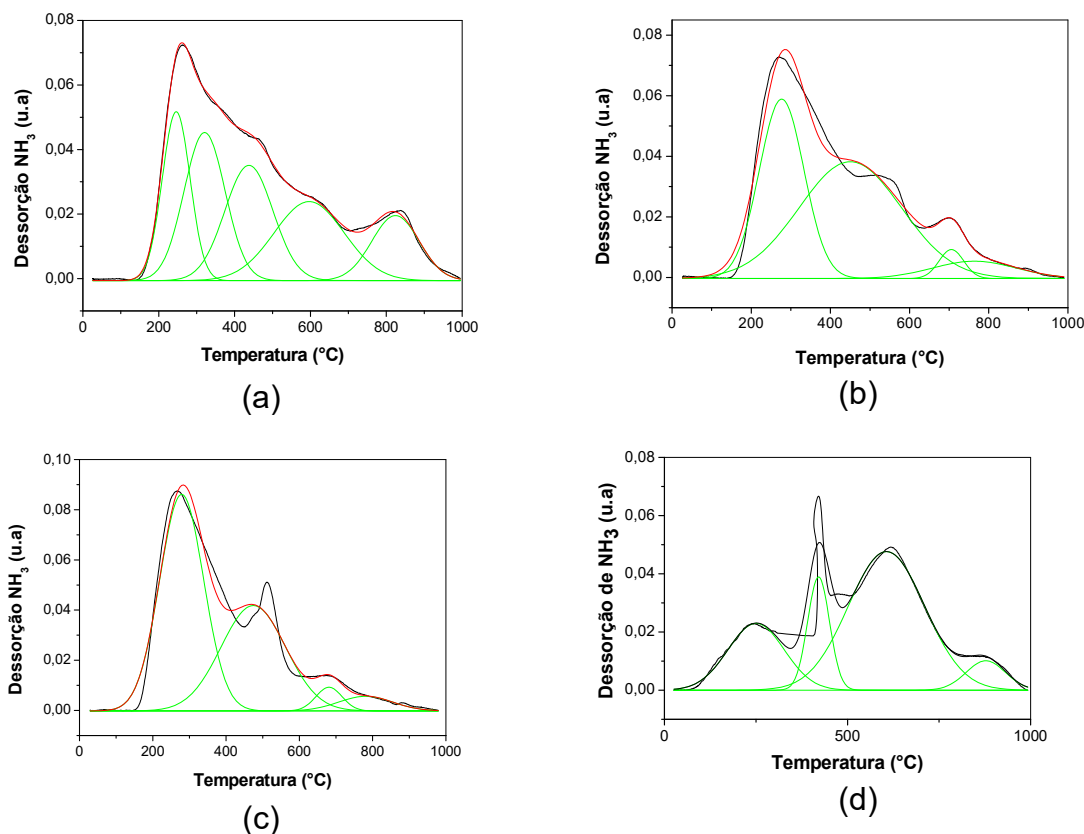 0,08
0,06
0,04
0,02
0,00
Dessorção NH₃ (u.a)
0 200 400 600 800 1000
Temperatura (°C)
(a)
0,08
0,06
0,04
0,02
0,00
Dessorção NH₃ (u.a)
0 200 400 600 800 1000
Temperatura (°C)
(b)
0,10
0,08
0,06
0,04
0,02
0,00
Dessorção NH₃ (u.a)
0 200 400 600 800 1000
Temperatura (°C)
(c)
0,08
0,06
0,04
0,02
0,00
Dessorção de NH3 (u.a)
0 500 1000
Temperatura (°C)
(d)